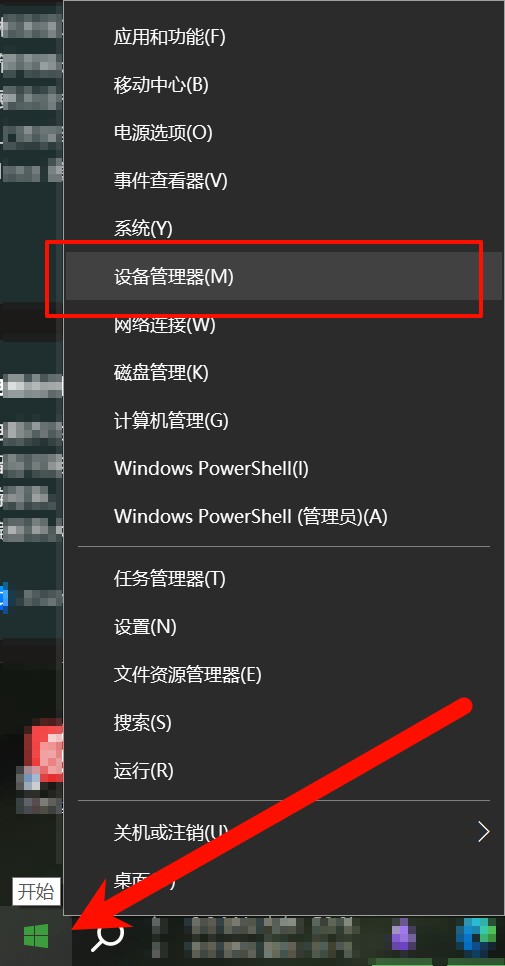 应用和功能(F)
移动中心(B)
电源选项(O)
事件查看器(V)
系统(Y)
设备管理器(M)
网络连接(W)
磁盘管理(K)
计算机管理(G)
Windows PowerShell(I)
Windows PowerShell (管理员)(A)
任务管理器(T)
设置(N)
文件资源管理器(E)
搜索(S)
运行(R)
关机或注销(U)
桌面
开始